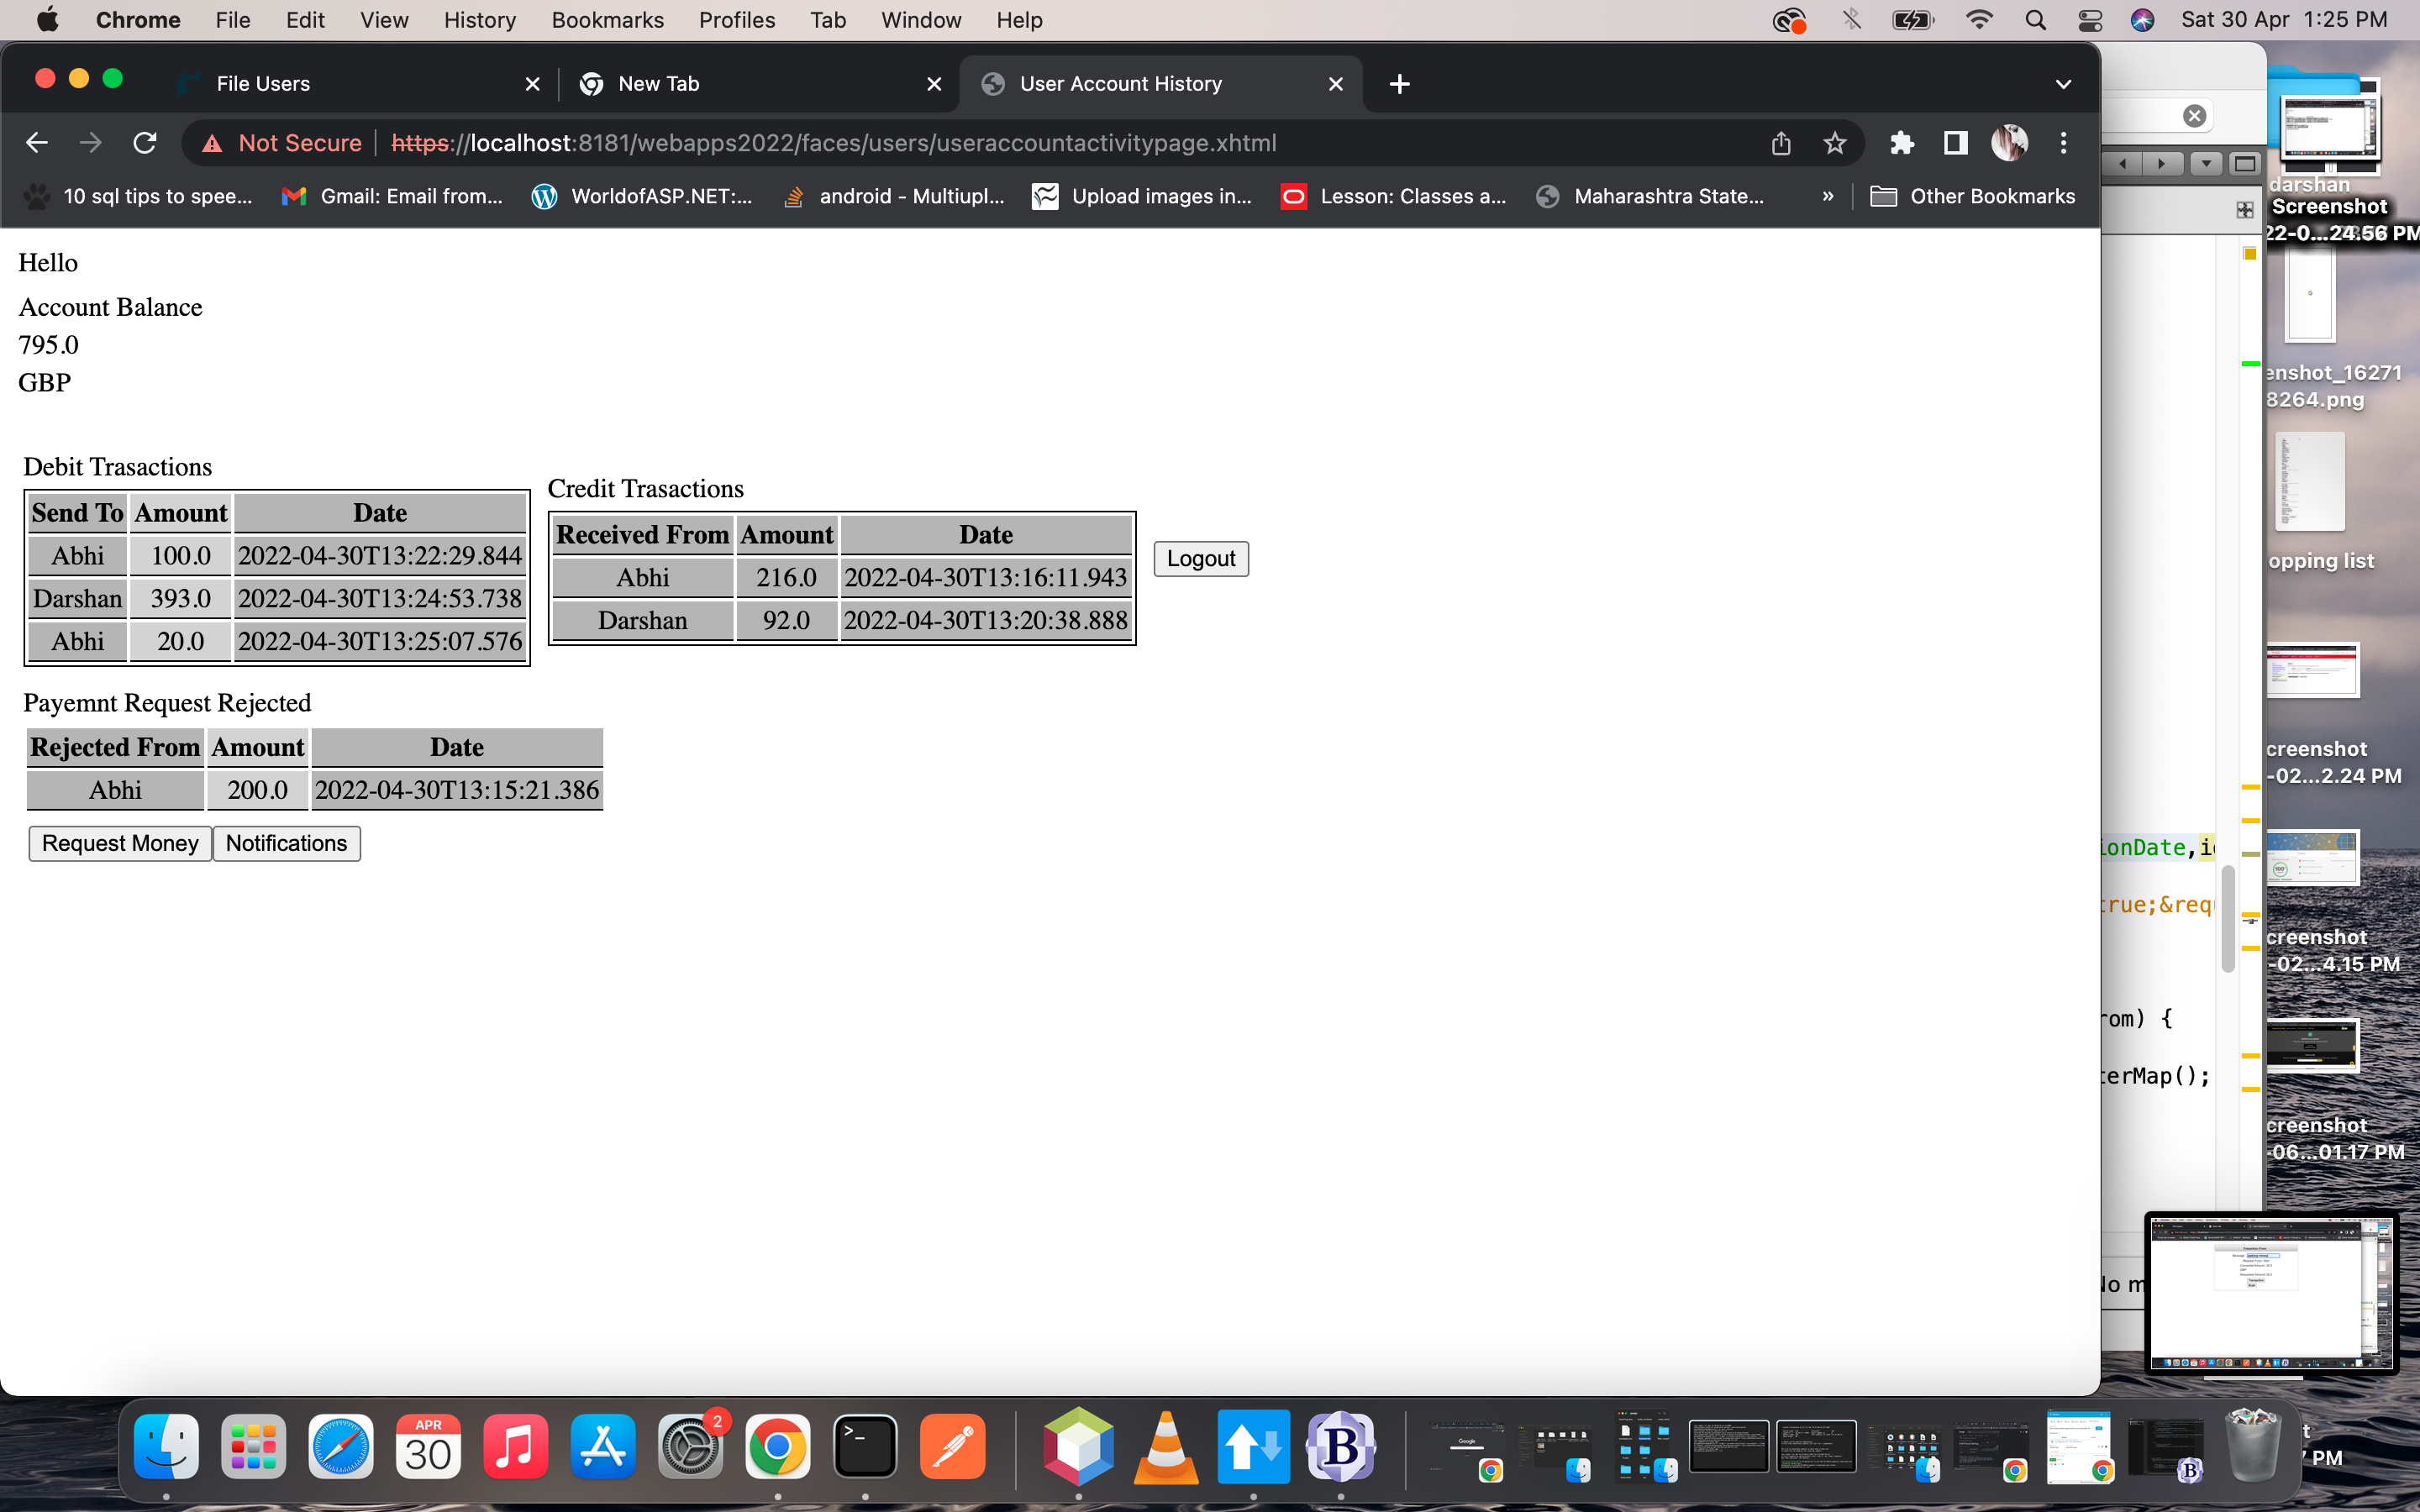 Chrome File Edit View History Bookmarks Profiles Tab Window Help Sat 30 Apr 1:25 PM
File Users New Tab User Account History
Not Secure https://localhost:8181/webapps2022/faces/users/useraccountactivitypage.xhtml
10 sql tips to spee... Gmail: Email from... WorldofASP.NET:... android - Multiupl... Upload images in... Lesson: Classes a... Maharashtra State... » Other Bookmarks
Hello
Account Balance
795.0
GBP
Debit Trasactions
Send To Amount Date
Abhi 100.0 2022-04-30T13:22:29.844
Darshan 393.0 2022-04-30T13:24:53.738
Abhi 20.0 2022-04-30T13:25:07.576
Credit Trasactions
Received From Amount Date
Abhi 216.0 2022-04-30T13:16:11.943
Darshan 92.0 2022-04-30T13:20:38.888
Logout
Payemnt Request Rejected
Rejected From Amount Date
Abhi 200.0 2022-04-30T13:15:21.386
Request Money Notifications
darshan
Screenshot
22-0...24.56 PM
enshot_16271
8264.png
opping list
creenshot
-02...2.24 PM
creenshot
-02...4.15 PM
creenshot
-06...01.17 PM
ionDate,i
true;&req
rom) {
terMap();
No m
2
APR
30
PM